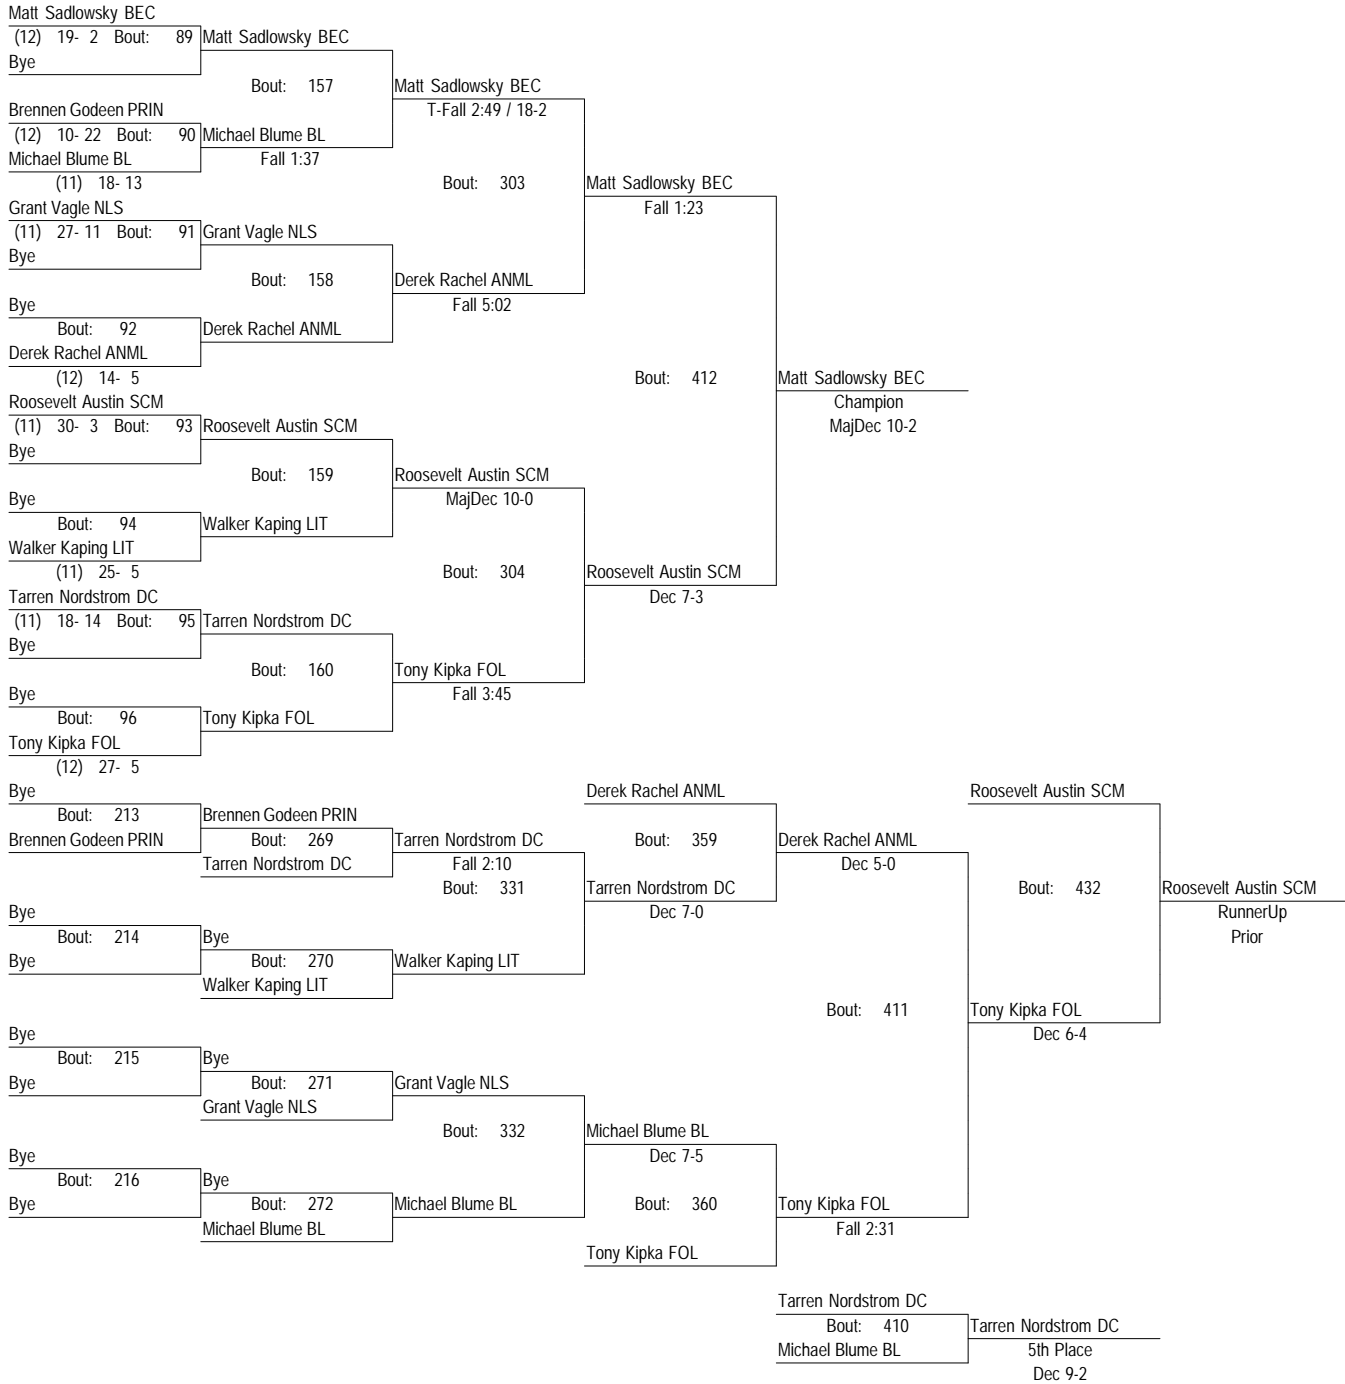 Matt Sadlowsky BEC
(12) 19- 2 Bout: 89 Matt Sadlowsky BEC
Bye
Bout: 157 Matt Sadlowsky BEC
Brennen Godeen PRIN T-Fall 2:49 / 18-2
(12) 10- 22 Bout: 90 Michael Blume BL
Michael Blume BL Fall 1:37
(11) 18- 13 Bout: 303 Matt Sadlowsky BEC
Grant Vagle NLS Fall 1:23
(11) 27- 11 Bout: 91 Grant Vagle NLS
Bye
Bout: 158 Derek Rachel ANML
Bye Fall 5:02
Bout: 92 Derek Rachel ANML
Derek Rachel ANML
(12) 14- 5 Bout: 412 Matt Sadlowsky BEC
Roosevelt Austin SCM Champion
(11) 30- 3 Bout: 93 Roosevelt Austin SCM MajDec 10-2
Bye
Bout: 159 Roosevelt Austin SCM
Bye MajDec 10-0
Bout: 94 Walker Kaping LIT
Walker Kaping LIT
(11) 25- 5 Bout: 304 Roosevelt Austin SCM
Tarren Nordstrom DC Dec 7-3
(11) 18- 14 Bout: 95 Tarren Nordstrom DC
Bye
Bout: 160 Tony Kipka FOL
Bye Fall 3:45
Bout: 96 Tony Kipka FOL
Tony Kipka FOL
(12) 27- 5
Bye Derek Rachel ANML Roosevelt Austin SCM
Bout: 213 Brennen Godeen PRIN
Brennen Godeen PRIN Bout: 269 Tarren Nordstrom DC Bout: 359 Derek Rachel ANML
Tarren Nordstrom DC Fall 2:10 Dec 5-0
Bout: 331 Tarren Nordstrom DC Bout: 432 Roosevelt Austin SCM
Bye Dec 7-0 RunnerUp
Bout: 214 Bye Prior
Bye Bout: 270 Walker Kaping LIT
Walker Kaping LIT
Bout: 411 Tony Kipka FOL
Bye Dec 6-4
Bout: 215 Bye
Bye Bout: 271 Grant Vagle NLS
Grant Vagle NLS
Bout: 332 Michael Blume BL
Bye Dec 7-5
Bout: 216 Bye
Bye Bout: 272 Michael Blume BL Bout: 360 Tony Kipka FOL
Michael Blume BL Fall 2:31
Tony Kipka FOL
Tarren Nordstrom DC
Bout: 410 Tarren Nordstrom DC
Michael Blume BL 5th Place
Dec 9-2